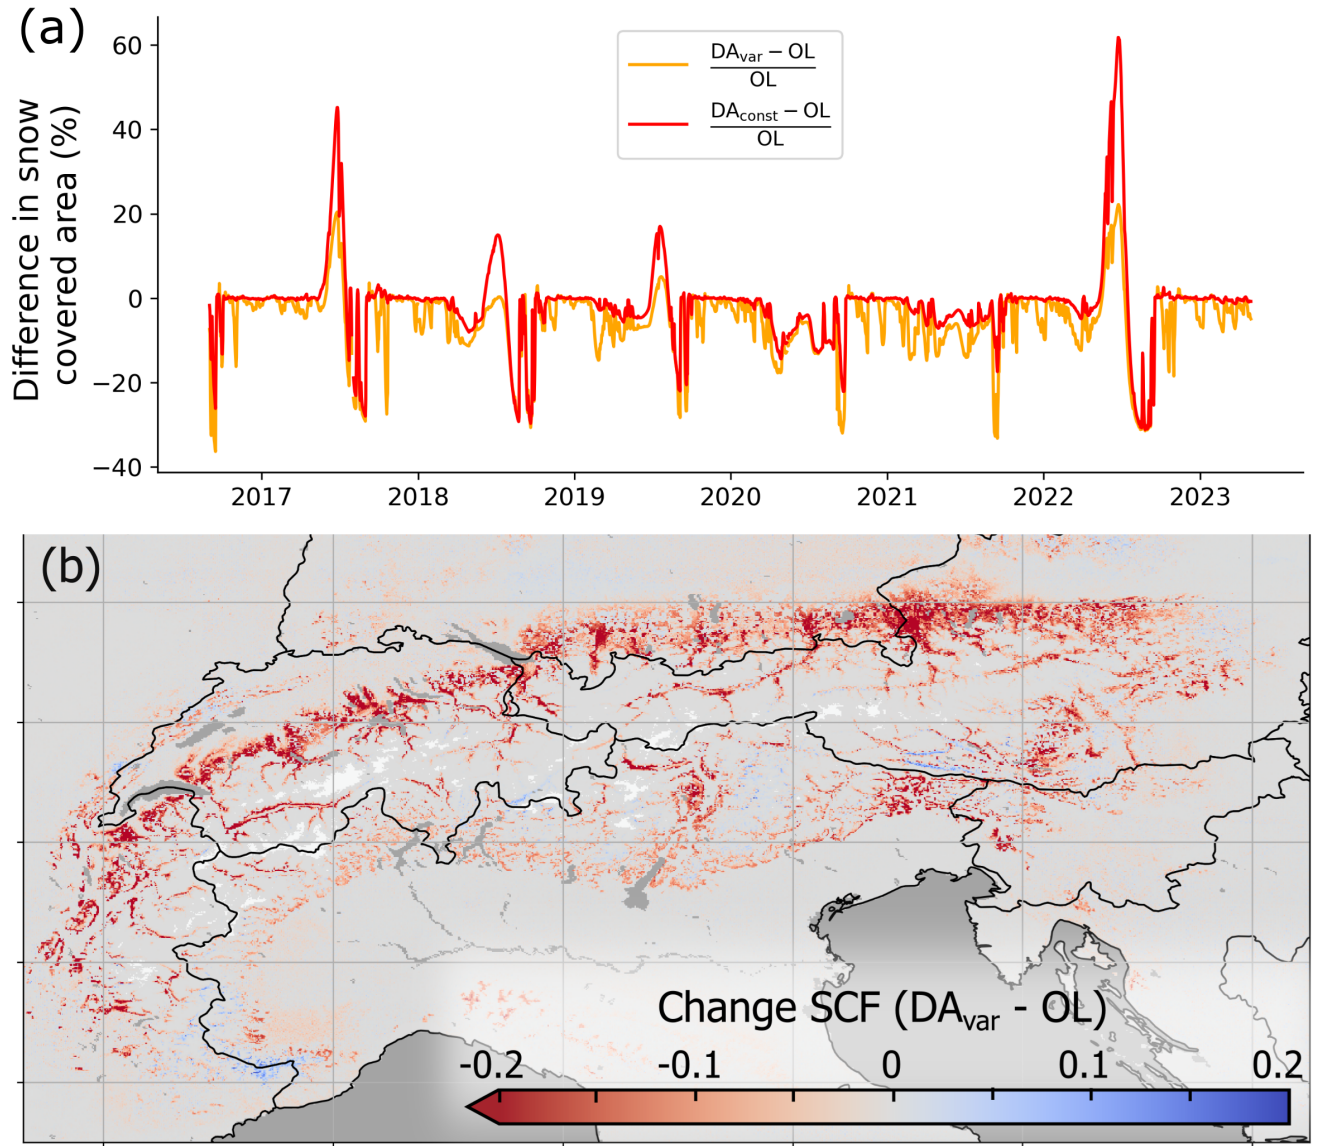 (a)
Difference in snow
covered area (%)
60
40
20
0
−20
−40
DAvar − OL
OL
DAconst − OL
OL
2017 2018 2019 2020 2021 2022 2023
(b)
Change SCF (DAvar - OL)
-0.2 -0.1 0 0.1 0.2